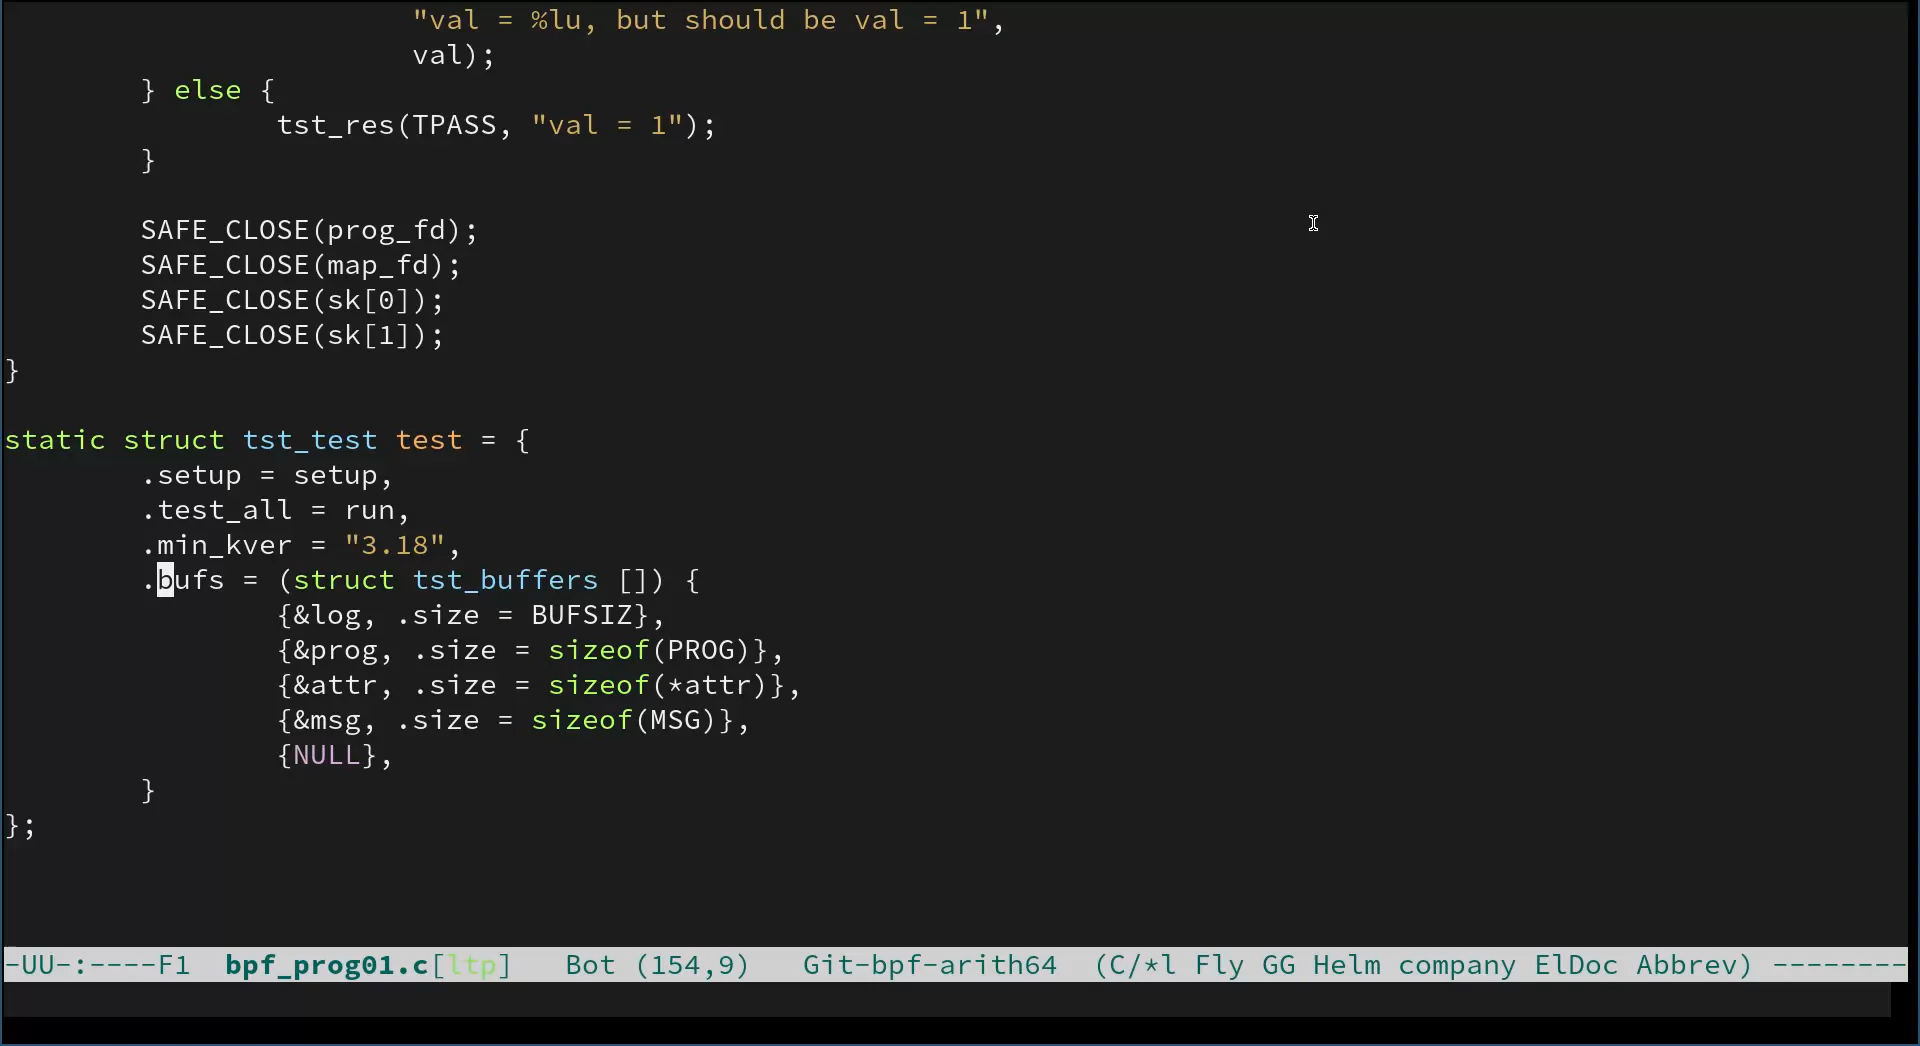 "val = %lu, but should be val = 1",
val);
} else {
tst_res(TPASS, "val = 1");
}
SAFE_CLOSE(prog_fd);
SAFE_CLOSE(map_fd);
SAFE_CLOSE(sk[0]);
SAFE_CLOSE(sk[1]);
}
static struct tst_test test = {
.setup = setup,
.test_all = run,
.min_kver = "3.18",
.bufs = (struct tst_buffers []) {
{&log, .size = BUFSIZ},
{&prog, .size = sizeof(PROG)},
{&attr, .size = sizeof(*attr)},
{&msg, .size = sizeof(MSG)},
{NULL},
}
};
-UU-:----F1  bpf_prog01.c[ltp]   Bot (154,9)   Git-bpf-arith64  (C/*l Fly GG Helm company ElDoc Abbrev) --------